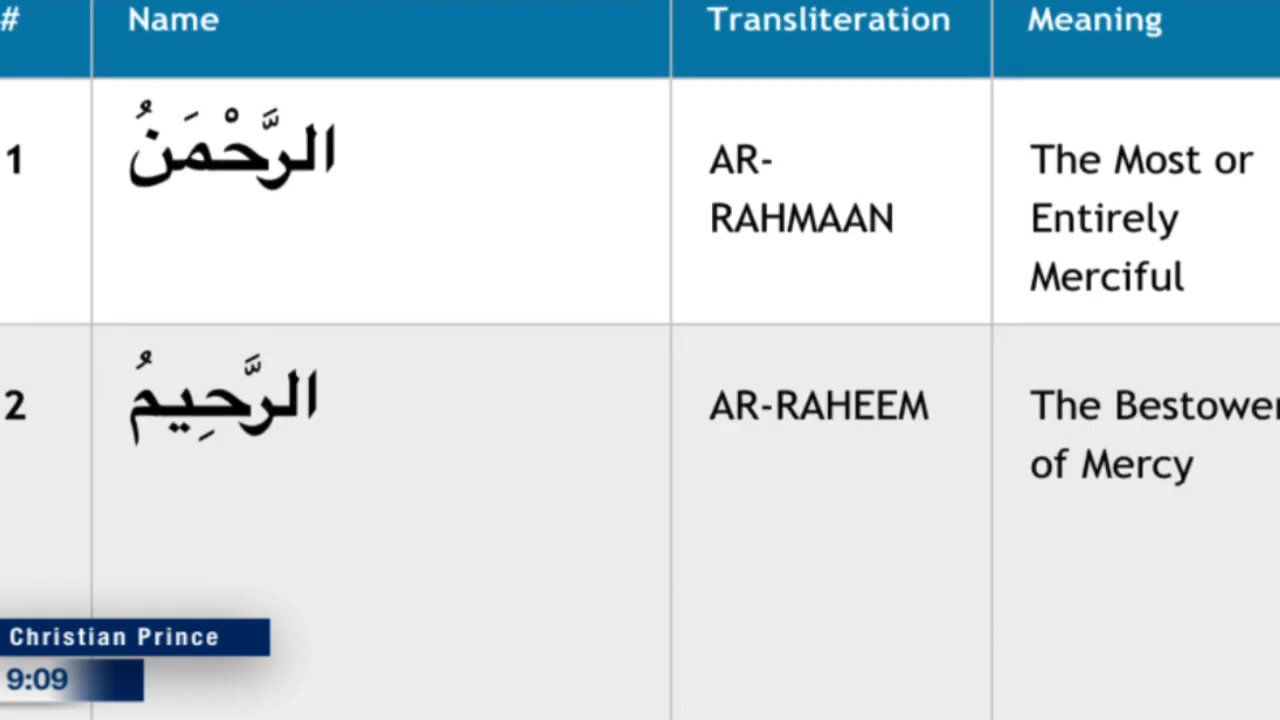 # Name Transliteration Meaning
1 الرَّحْمَنُ AR- The Most or
RAHMAAN Entirely
Merciful
2 الرَّحِيمُ AR-RAHEEM The Bestower
of Mercy
Christian Prince
9:09